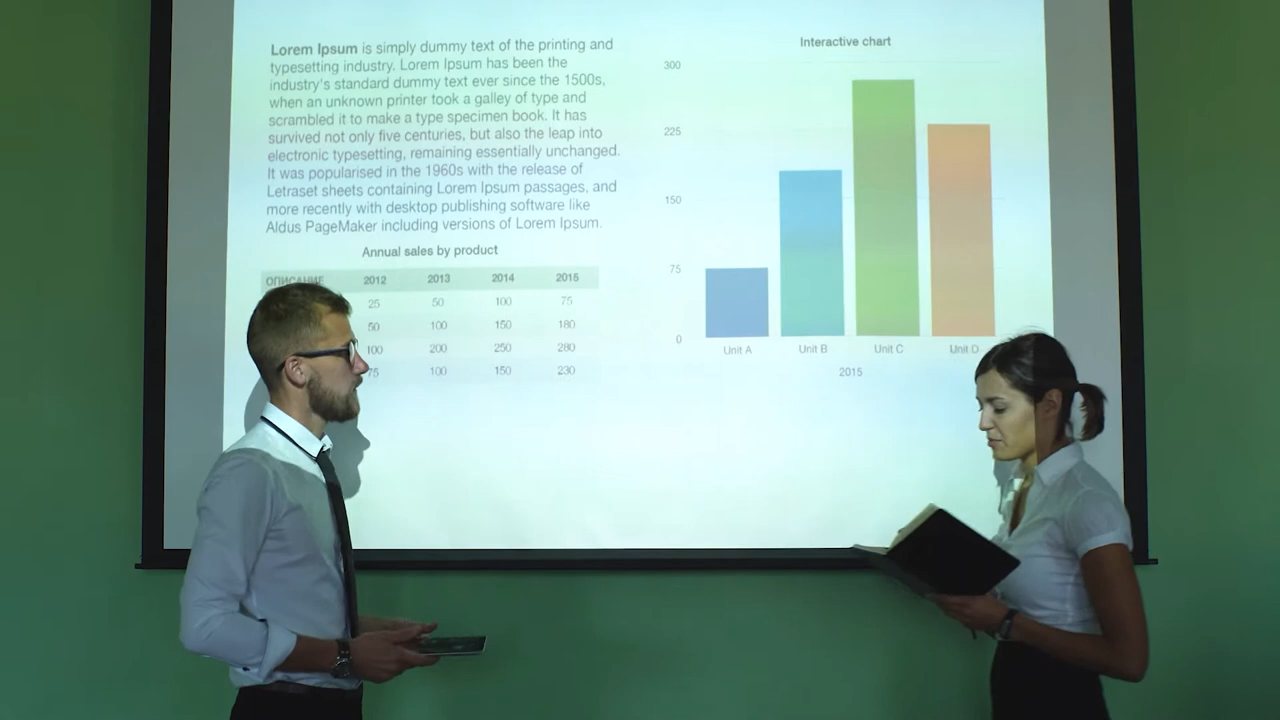 Lorem Ipsum is simply dummy text of the printing and
typesetting industry. Lorem Ipsum has been the
industry's standard dummy text ever since the 1500s,
when an unknown printer took a galley of type and
scrambled it to make a type specimen book. It has
survived not only five centuries, but also the leap into
electronic typesetting, remaining essentially unchanged.
It was popularised in the 1960s with the release of
Letraset sheets containing Lorem Ipsum passages, and
more recently with desktop publishing software like
Aldus PageMaker including versions of Lorem Ipsum.
Annual sales by product
ОПИСАНИЕ 2012 2013 2014 2015
25 50 100 75
50 100 150 180
100 200 250 280
75 100 150 230
Interactive chart
300
225
150
75
0
Unit A Unit B Unit C Unit D
2015